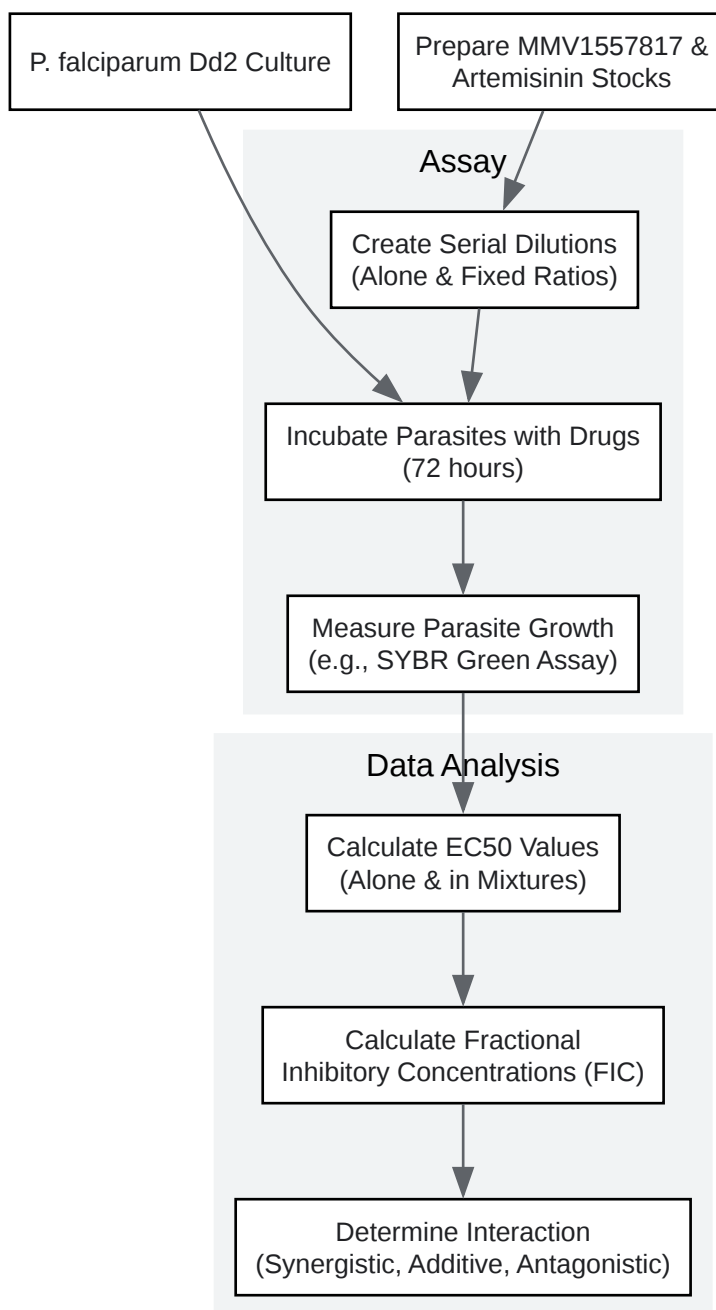 P. falciparum Dd2 Culture
Prepare MMV1557817 &
Artemisinin Stocks
Assay
Create Serial Dilutions
(Alone & Fixed Ratios)
Incubate Parasites with Drugs
(72 hours)
Measure Parasite Growth
(e.g., SYBR Green Assay)
Data Analysis
Calculate EC50 Values
(Alone & in Mixtures)
Calculate Fractional
Inhibitory Concentrations (FIC)
Determine Interaction
(Synergistic, Additive, Antagonistic)